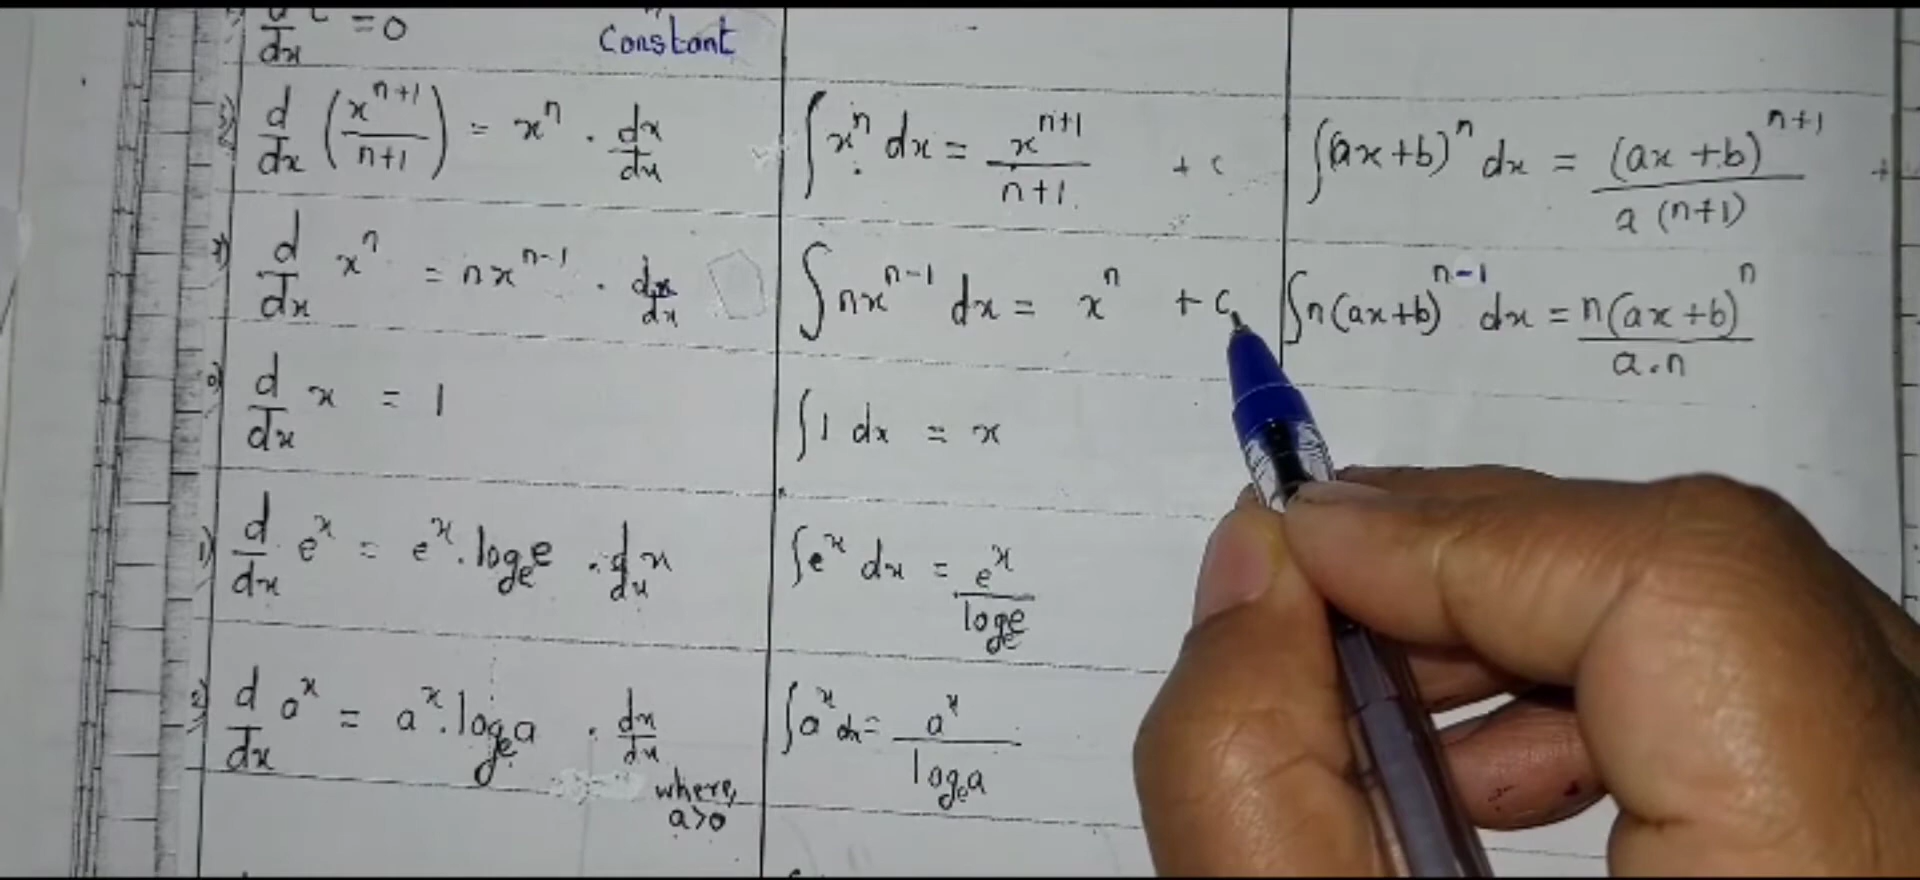 d/dx c = 0 Constant
d/dx (x^(n+1)/(n+1)) = x^n . dx/dx
∫ x^n dx = x^(n+1)/(n+1) + c
∫(ax+b)^n dx = (ax+b)^(n+1)/(a(n+1)) +
d/dx x^n = nx^(n-1) . dx/dx
∫ nx^(n-1) dx = x^n + c
∫n(ax+b)^(n-1) dx = n(ax+b)^n/(a.n)
d/dx x = 1
∫ 1 dx = x
1) d/dx e^x = e^x . log_e e . dx/dx
∫e^x dx = e^x/log_e e
2) d/dx a^x = a^x . log_e a . dx/dx
where,
a>0
∫a^x dx = a^x/log_e a